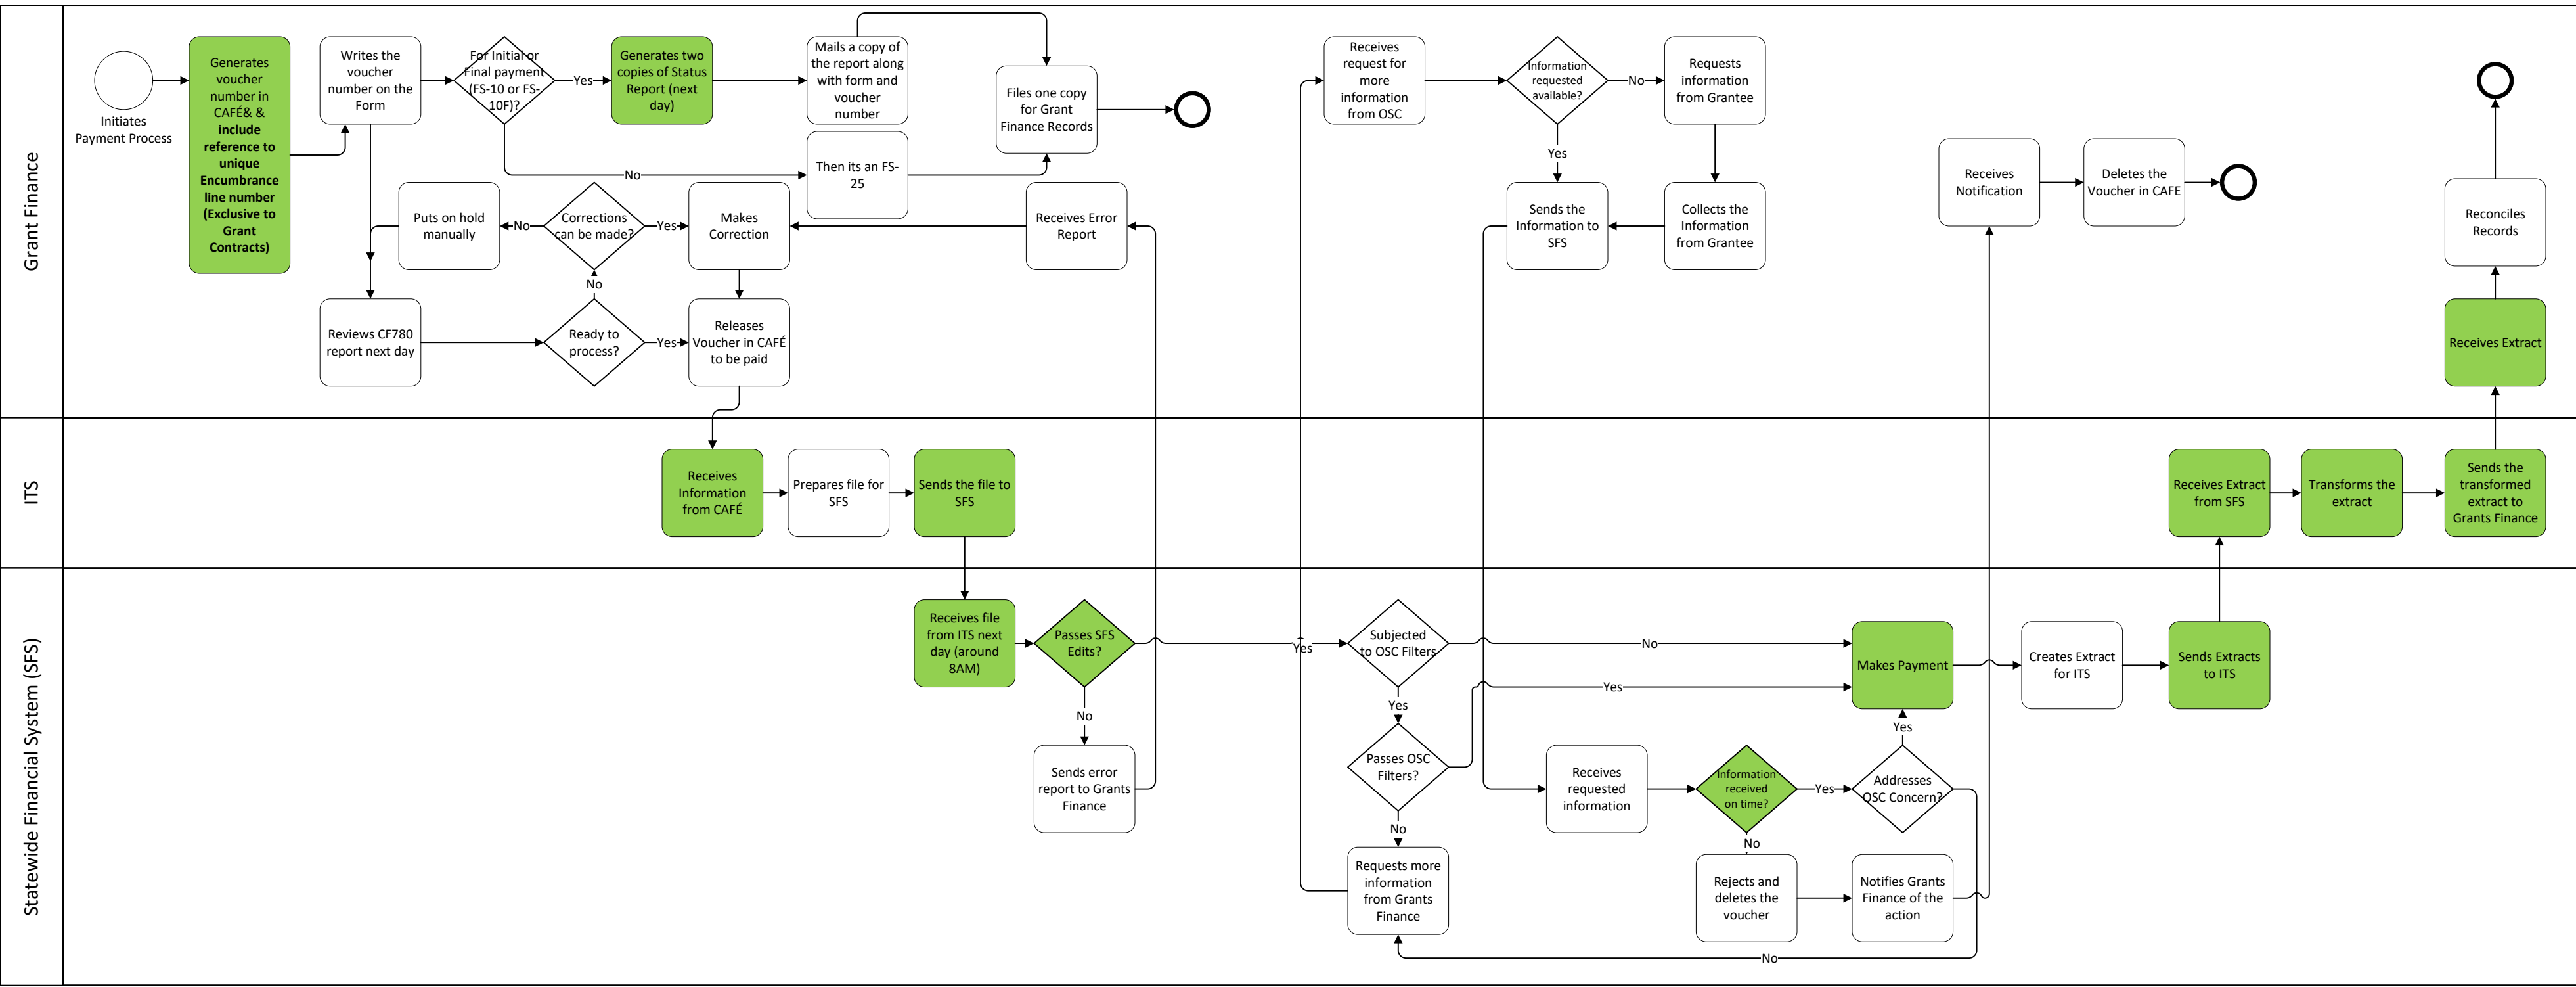 Grant Finance
Initiates
Payment Process
Generates
voucher
number in
CAFÉ& &
include
reference to
unique
Encumbrance
line number
(Exclusive to
Grant
Contracts)
Writes the
voucher
number on the
Form
For Initial or
Final payment
(FS-10 or FS-
10F)?
Yes
Generates two
copies of Status
Report (next
day)
Mails a copy of
the report along
with form and
voucher
number
Files one copy
for Grant
Finance Records
No
Then its an FS-
25
Puts on hold
manually
No
Corrections
can be made?
Yes
Makes
Correction
Receives Error
Report
No
Reviews CF780
report next day
Ready to
process?
Yes
Releases
Voucher in CAFÉ
to be paid
Receives
request for
more
information
from OSC
Information
requested
available?
No
Requests
information
from Grantee
Yes
Sends the
Information to
SFS
Collects the
Information
from Grantee
Receives
Notification
Deletes the
Voucher in CAFE
Reconciles
Records
Receives Extract
ITS
Receives
Information
from CAFÉ
Prepares file for
SFS
Sends the file to
SFS
Receives Extract
from SFS
Transforms the
extract
Sends the
transformed
extract to
Grants Finance
Statewide Financial System (SFS)
Receives file
from ITS next
day (around
8AM)
Passes SFS
Edits?
Yes
No
Sends error
report to Grants
Finance
Subjected
to OSC Filters
No
Yes
Passes OSC
Filters?
Yes
No
Requests more
information
from Grants
Finance
Receives
requested
information
Information
received
on time?
Yes
Addresses
OSC Concern?
Yes
No
Rejects and
deletes the
voucher
Notifies Grants
Finance of the
action
No
Makes Payment
Creates Extract
for ITS
Sends Extracts
to ITS